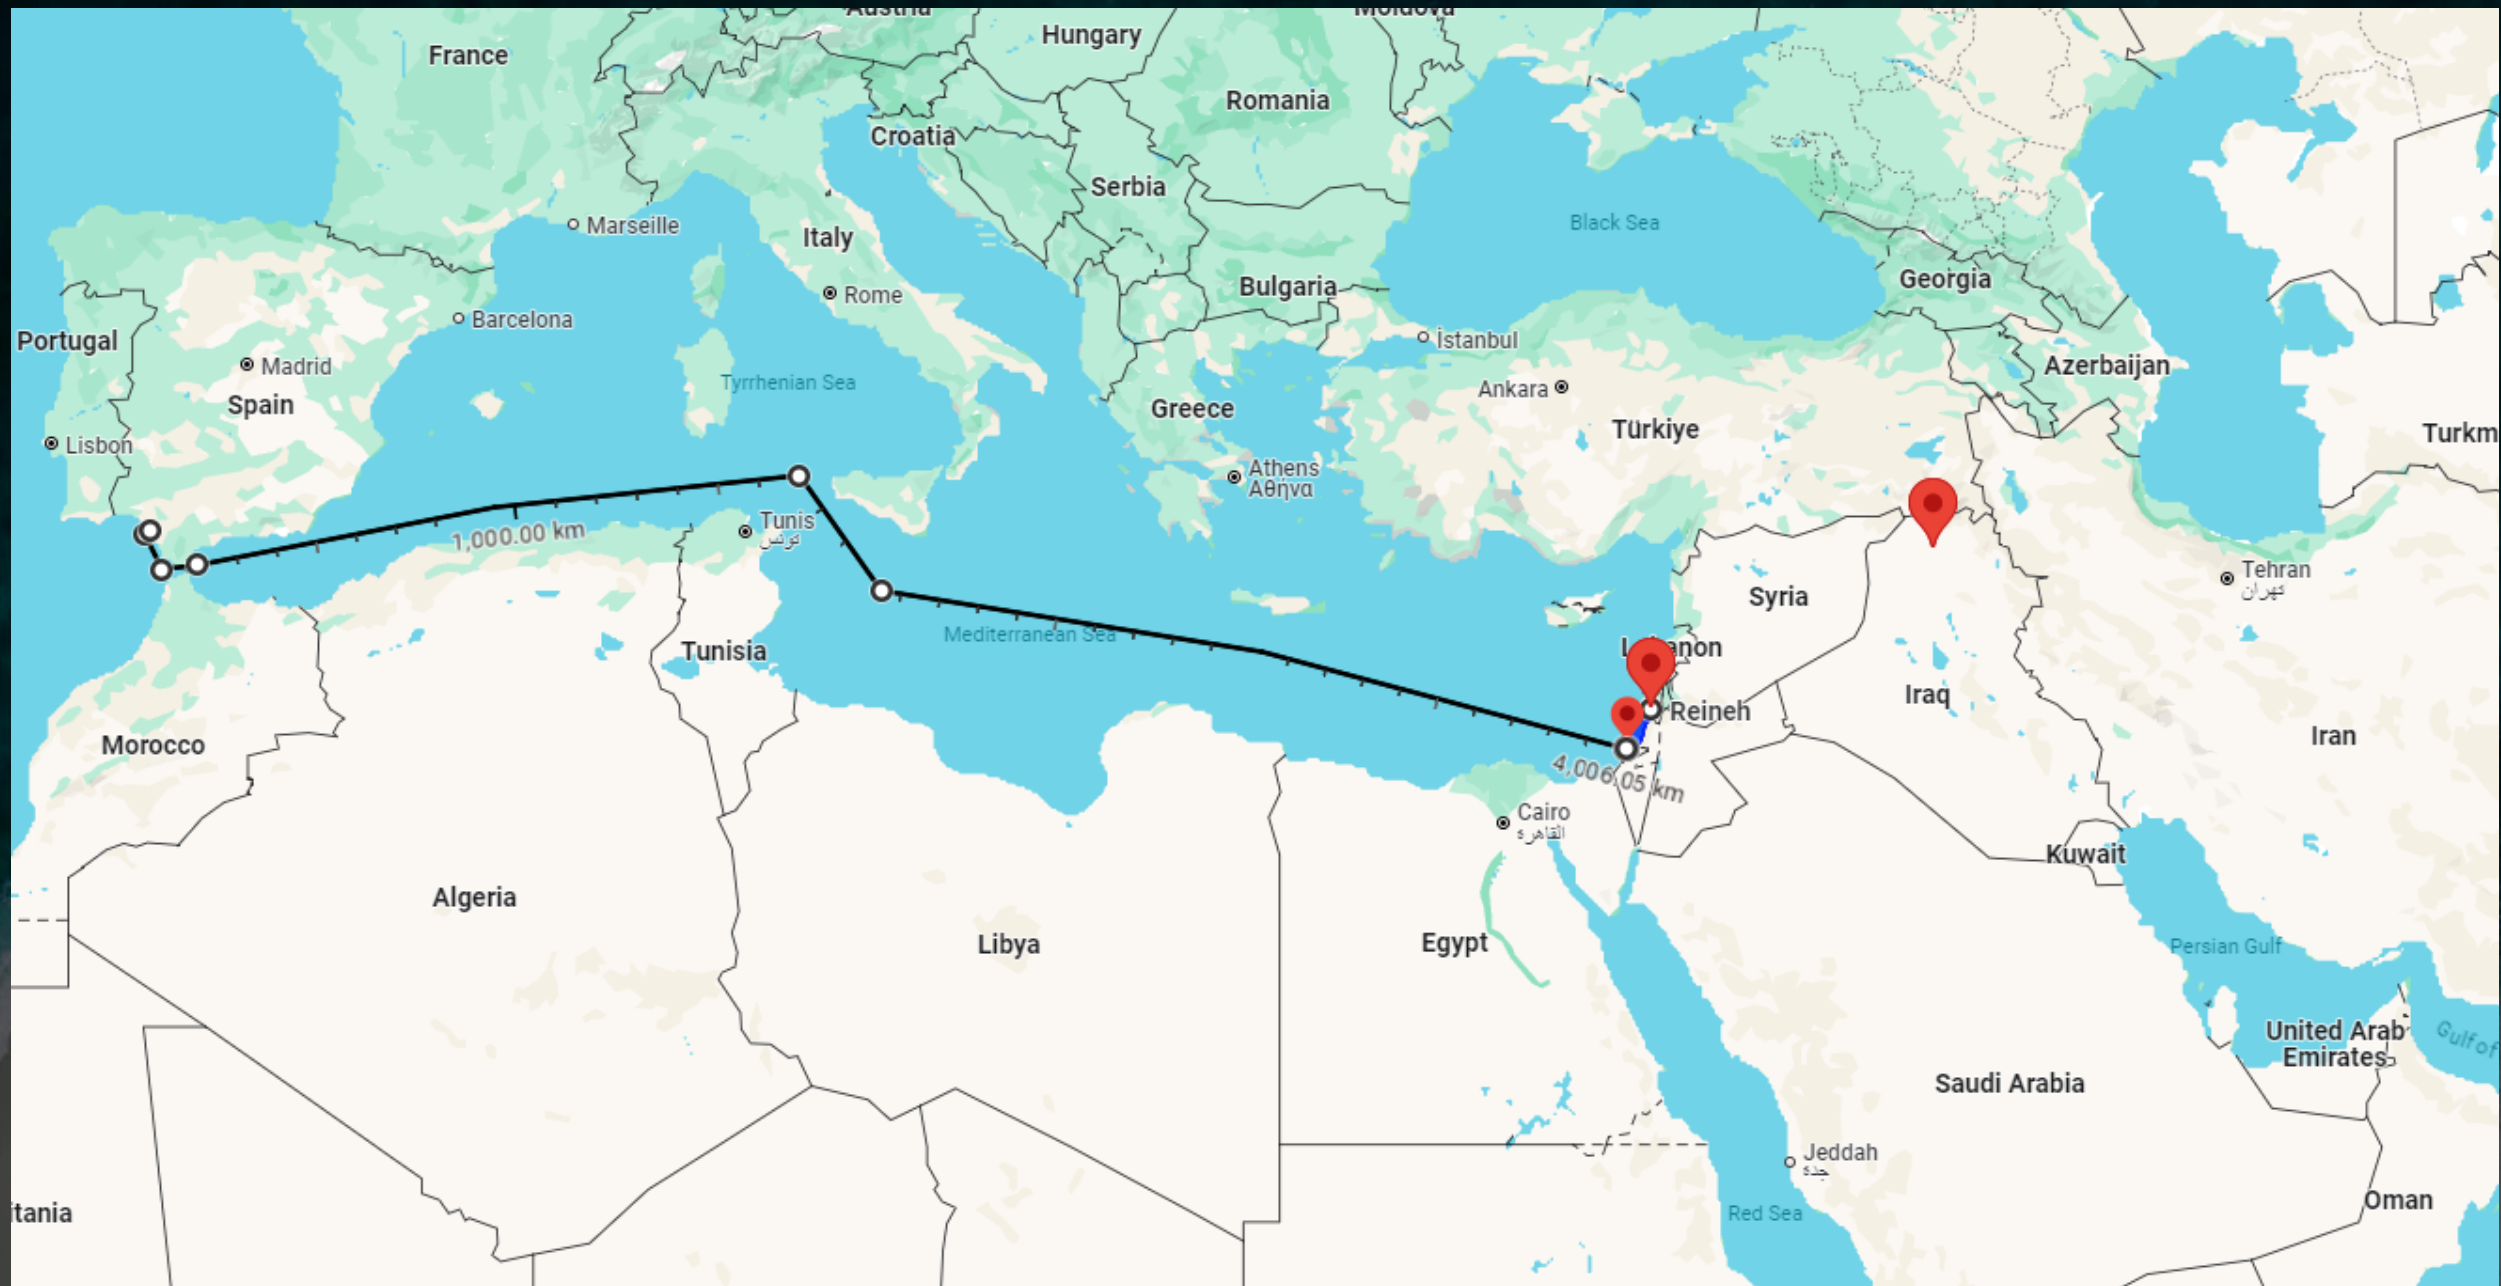 Austria
Moldova
Hungary
France
Romania
Croatia
Serbia
Marseille
Black Sea
Italy
Georgia
Bulgaria
Rome
Barcelona
Portugal
İstanbul
Madrid
Azerbaijan
Tyrrhenian Sea
Ankara
Spain
Greece
Türkiye
Turkm
Lisbon
Athens
Αθήνα
Tunis
تونس
1,000.00 km
Tehran
تهران
Syria
Mediterranean Sea
Tunisia
Lebanon
Iraq
Reineh
Morocco
Iran
4,006.05 km
Cairo
القاهرة
Kuwait
Algeria
Libya
Egypt
Persian Gulf
United Arab
Emirates
Gulf of
Saudi Arabia
Jeddah
جدة
Oman
itania
Red Sea